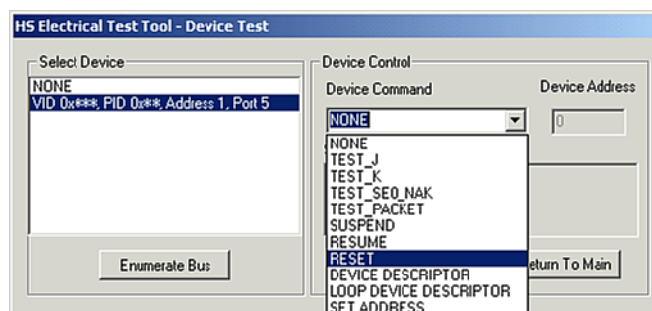 HS Electrical Test Tool - Device Test
Select Device
NONE
VID 0x***, PID 0x**, Address 1, Port 5
Enumerate Bus
Device Control
Device Command
Device Address
NONE
0
NONE
TEST_J
TEST_K
TEST_SE0_NAK
TEST_PACKET
SUSPEND
RESUME
RESET
DEVICE DESCRIPTOR
LOOP DEVICE DESCRIPTOR
SET ADDRESS
eturn To Main